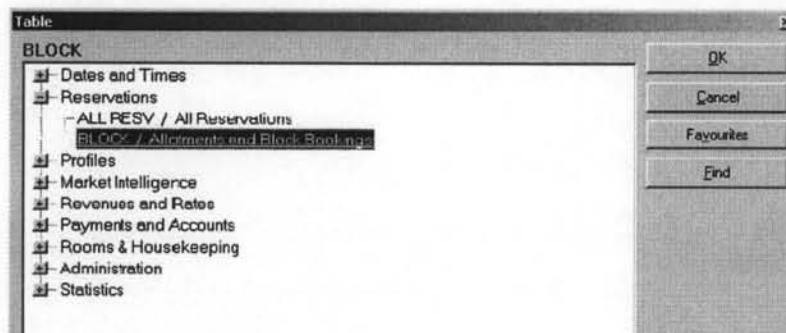 Table
BLOCK
Dates and Times
Reservations
ALL RESV / All Reservations
BLOCK / Allotments and Block Bookings
Profiles
Market Intelligence
Revenues and Rates
Payments and Accounts
Rooms & Housekeeping
Administration
Statistics
OK
Cancel
Favourites
Find